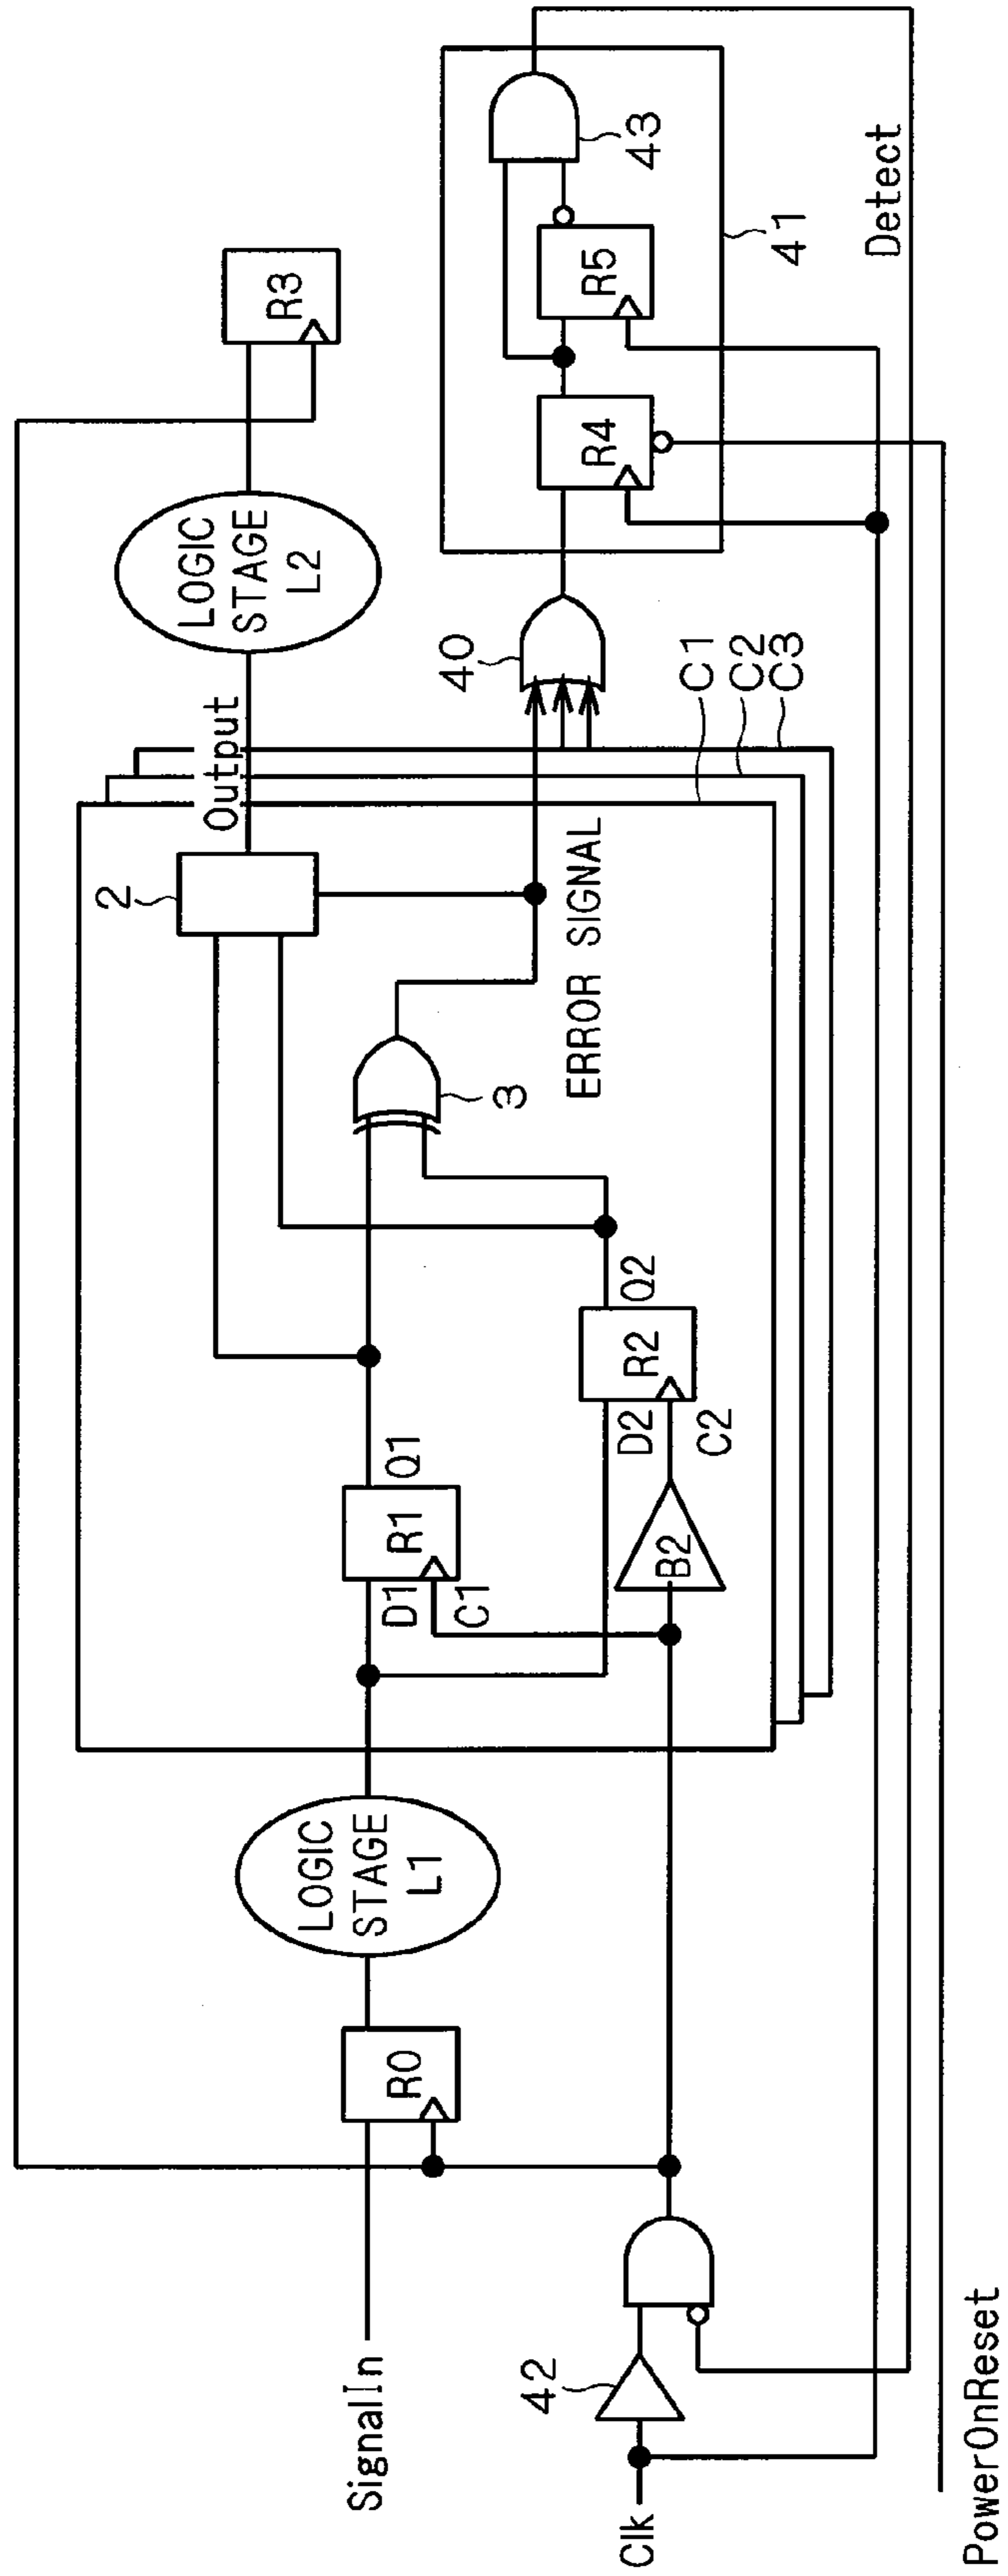 SignalIn
Clk
PowerOnReset
42
R0
LOGIC
STAGE
L1
D1
C1
R1
Q1
B2
D2
C2
R2
Q2
3
2
ERROR SIGNAL
Output
C1
C2
C3
40
LOGIC
STAGE
L2
R3
R4
R5
43
41
Detect